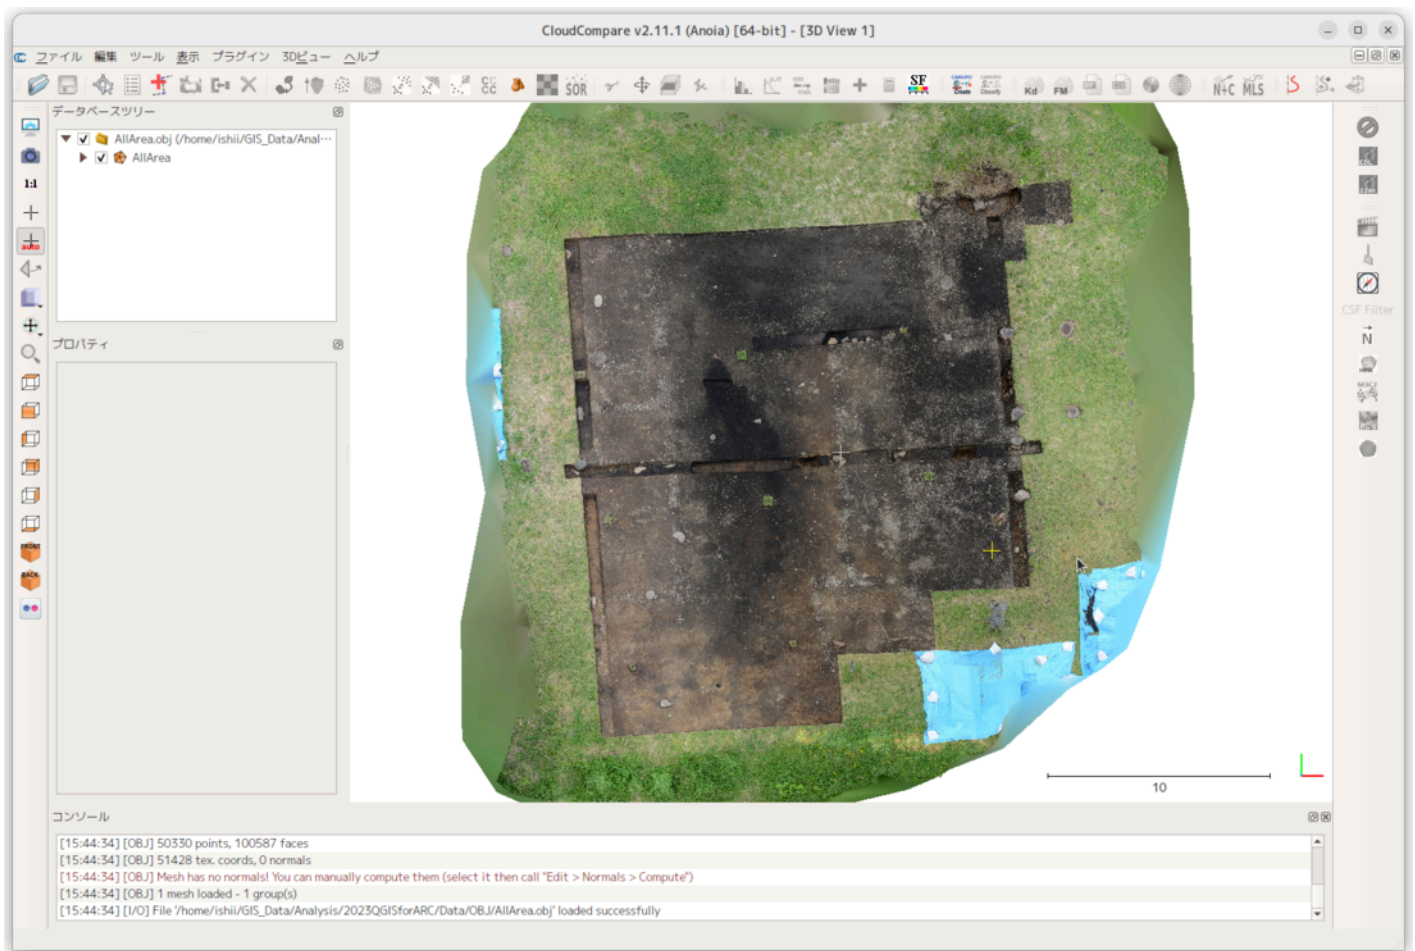 CloudCompare v2.11.1 (Anoia) [64-bit] - [3D View 1]
ファイル 編集 ツール 表示 プラグイン 3Dビュー ヘルプ
SOR SF Kd FM N+C MLS
データベースツリー
AllArea.obj (/home/ishii/GIS_Data/Anal…
AllArea
1:1
auto
プロパティ
FRONT
BACK
CSF Filter
N
10
コンソール
[15:44:34] [OBJ] 50330 points, 100587 faces
[15:44:34] [OBJ] 51428 tex. coords, 0 normals
[15:44:34] [OBJ] Mesh has no normals! You can manually compute them (select it then call "Edit > Normals > Compute")
[15:44:34] [OBJ] 1 mesh loaded - 1 group(s)
[15:44:34] [I/O] File '/home/ishii/GIS_Data/Analysis/2023QGISforARC/Data/OBJ/AllArea.obj' loaded successfully